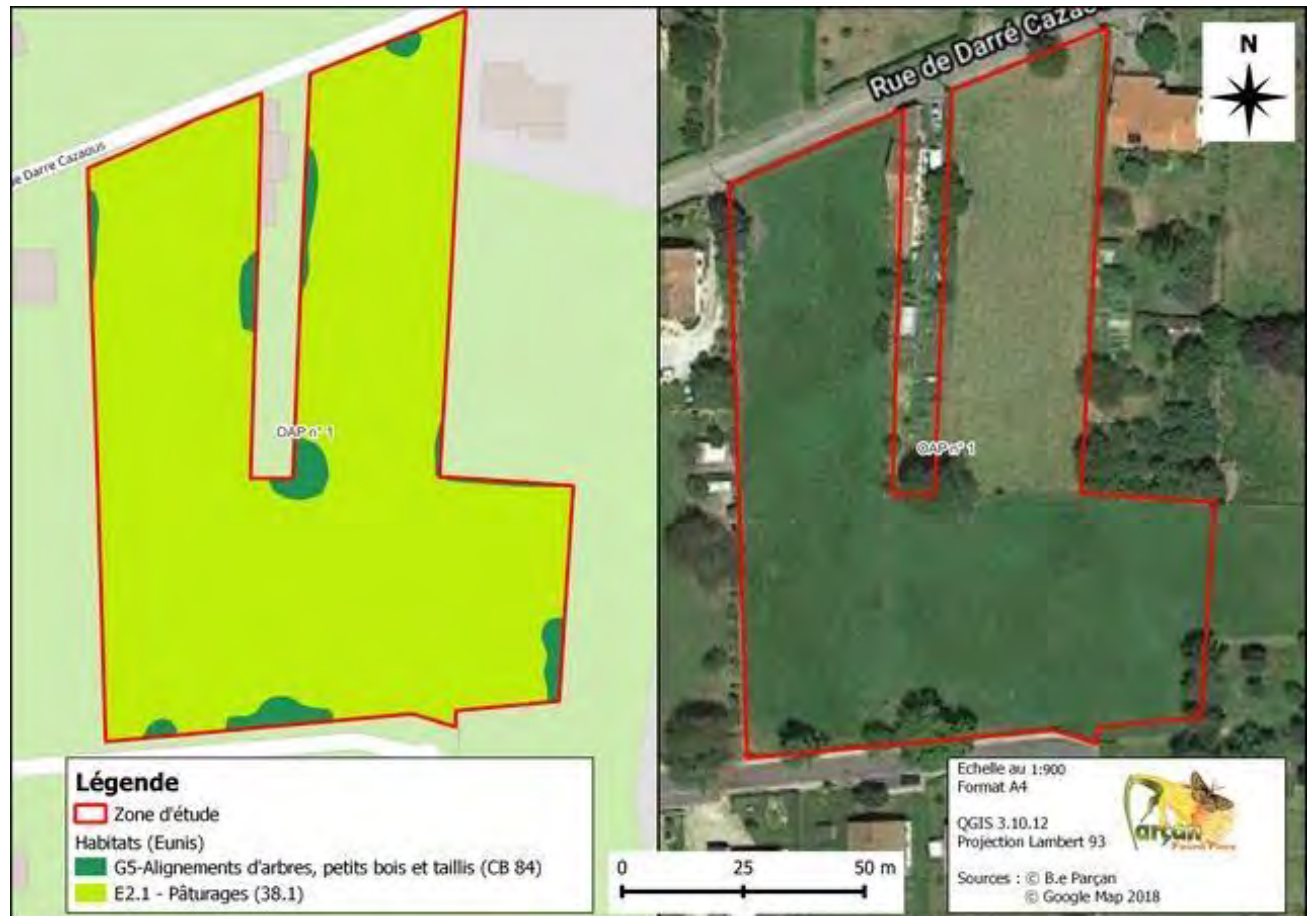 Rue de Darré Cazaou
N
de Darre Cazaous
OAP n° 1
OAP n° 1
Légende
Zone d'étude
Habitats (Eunis)
G5-Alignements d'arbres, petits bois et taillis (CB 84)
E2.1 - Pâturages (38.1)
0 25 50 m
Echelle au 1:900
Format A4
QGIS 3.10.12
Projection Lambert 93
Parçan
Sources : © B.e Parçan
© Google Map 2018